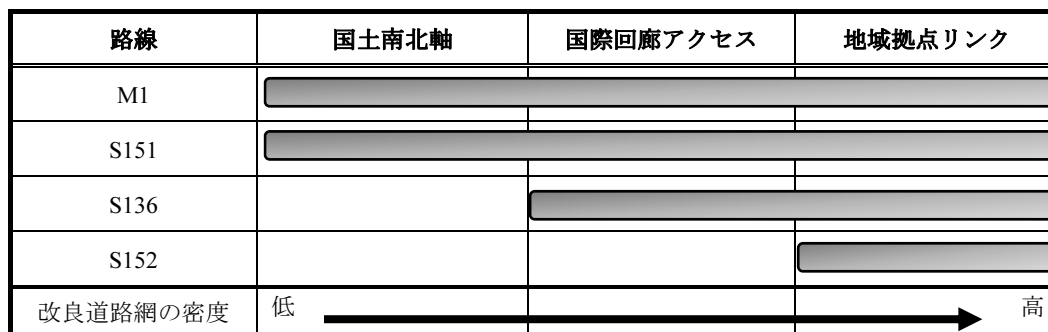 路線 国土南北軸 国際回廊アクセス 地域拠点リンク
M1
S151
S136
S152
改良道路網の密度 低 高